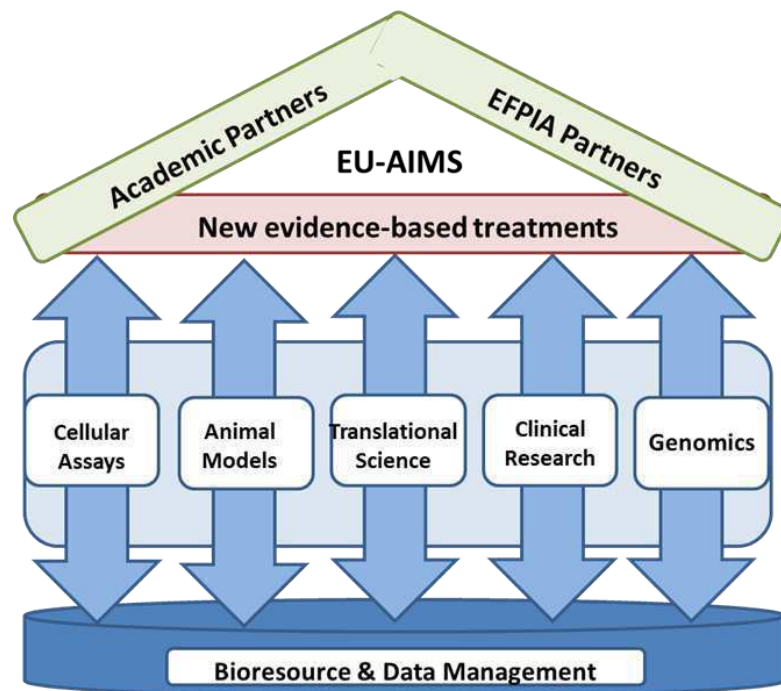 Academic Partners
EFPIA Partners
EU-AIMS
New evidence-based treatments
Cellular
Assays
Animal
Models
Translational
Science
Clinical
Research
Genomics
Bioresource & Data Management